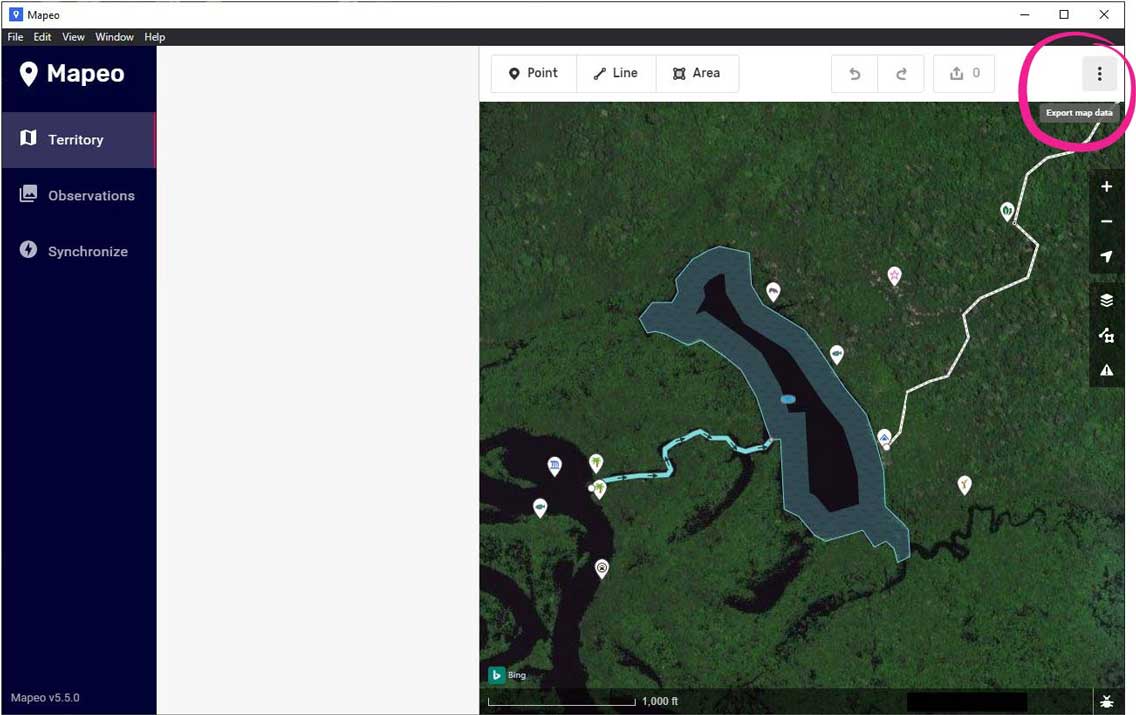 Mapeo
File Edit View Window Help
Mapeo
Point Line Area 0
Export map data
Territory
Observations
Synchronize
Bing
Mapeo v5.5.0
1,000 ft